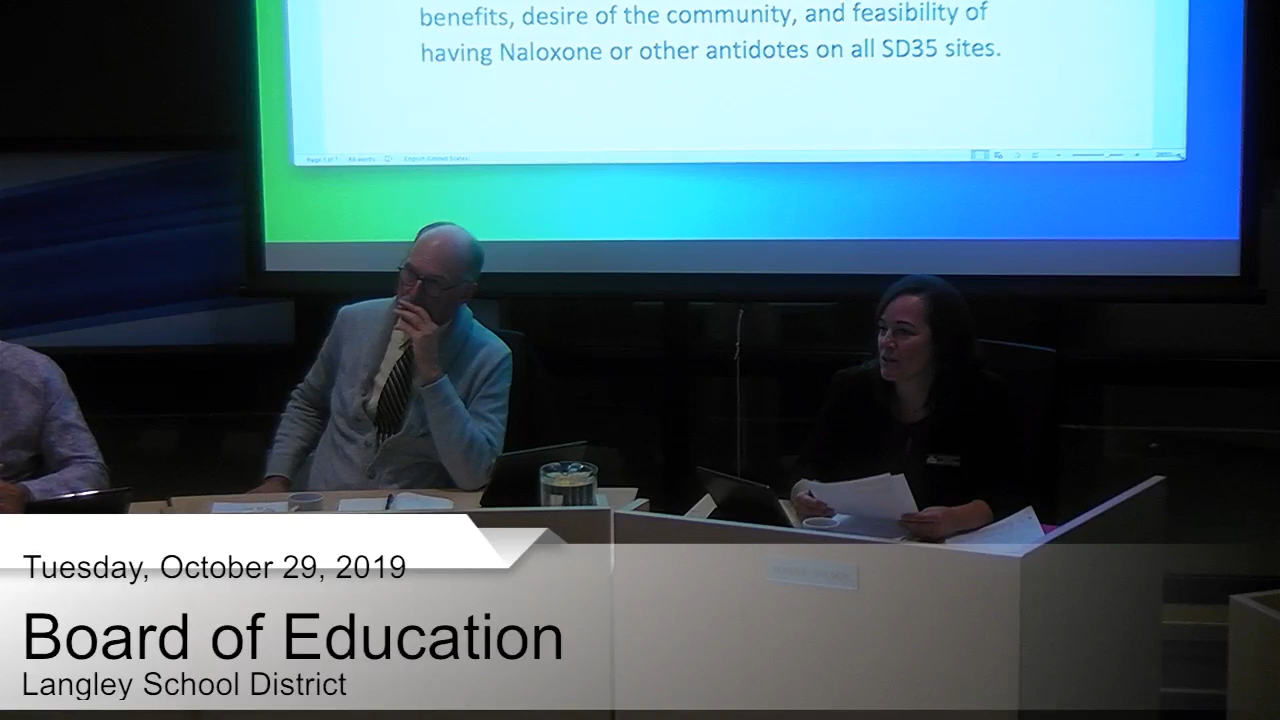 benefits, desire of the community, and feasibility of
having Naloxone or other antidotes on all SD35 sites.
Tuesday, October 29, 2019
Board of Education
Langley School District